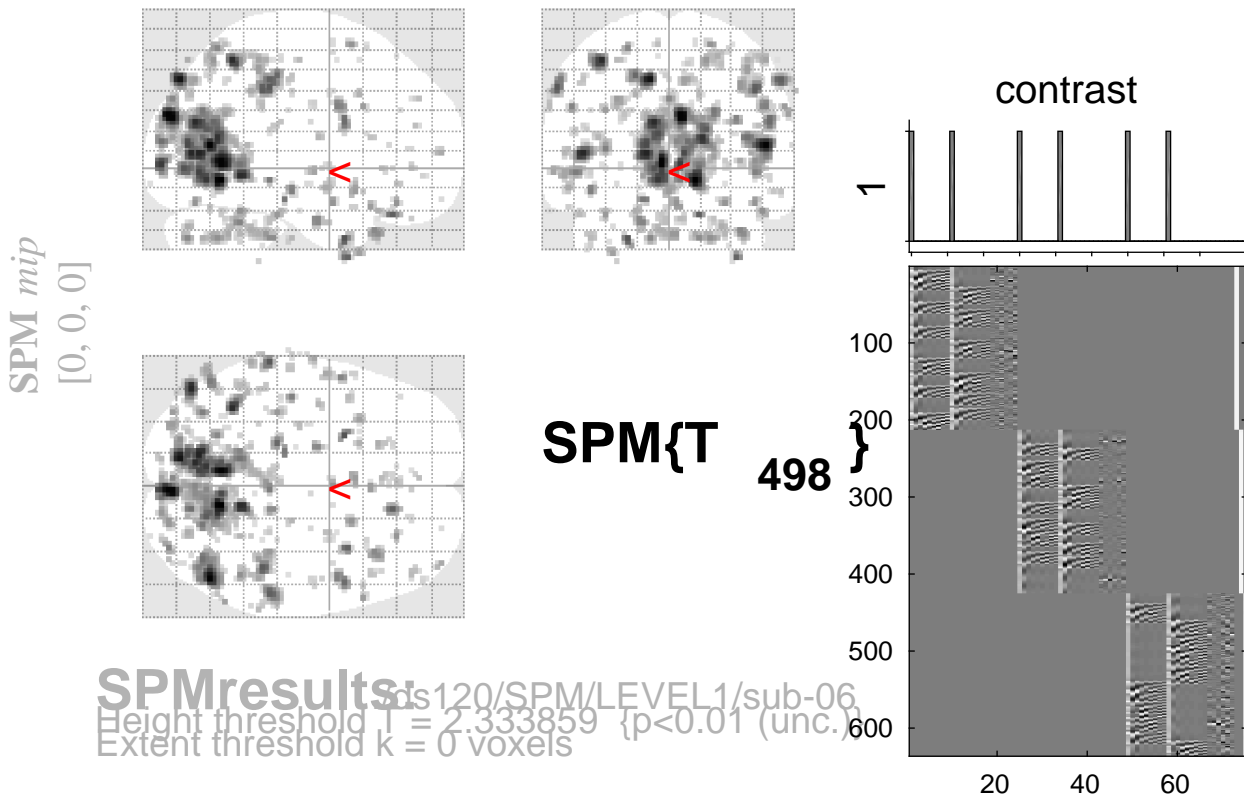 SPM mip
[0, 0, 0]
<
<
<
SPM{T498}
contrast
1
100
200
300
400
500
600
20 40 60
SPMresults: /ds120/SPM/LEVEL1/sub-06
Height threshold T = 2.333859 {p<0.01 (unc.)}
Extent threshold k = 0 voxels